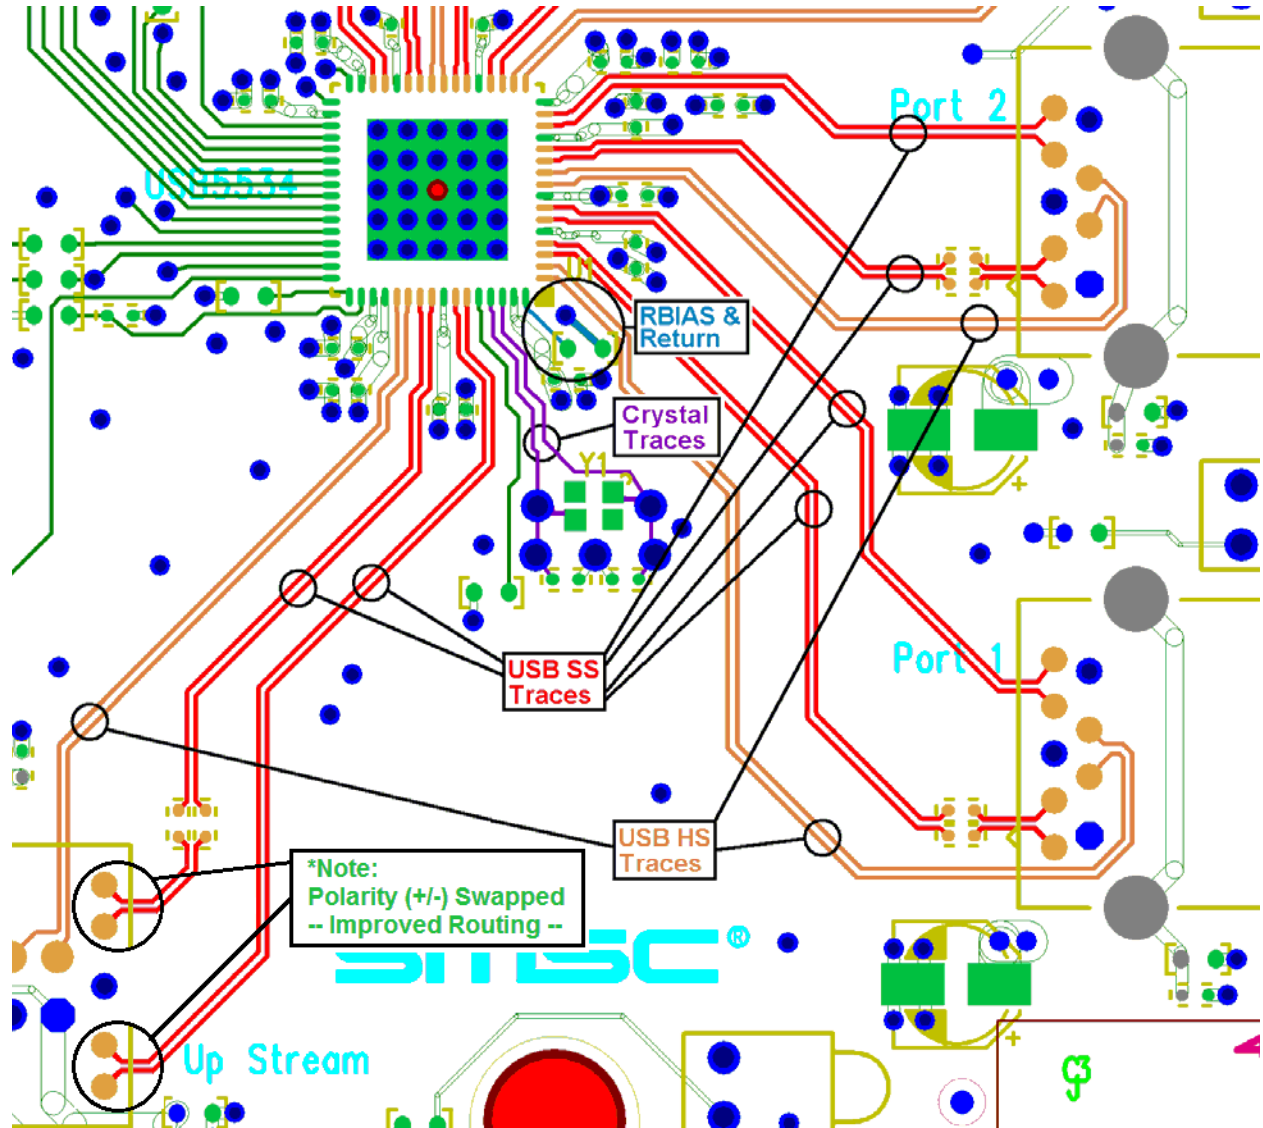 Port 2
USB5534
U1
RBIAS &
Return
Crystal
Traces
Y1
+
USB SS
Traces
Port 1
USB HS
Traces
*Note:
Polarity (+/-) Swapped
-- Improved Routing --
smsc®
Up Stream
+